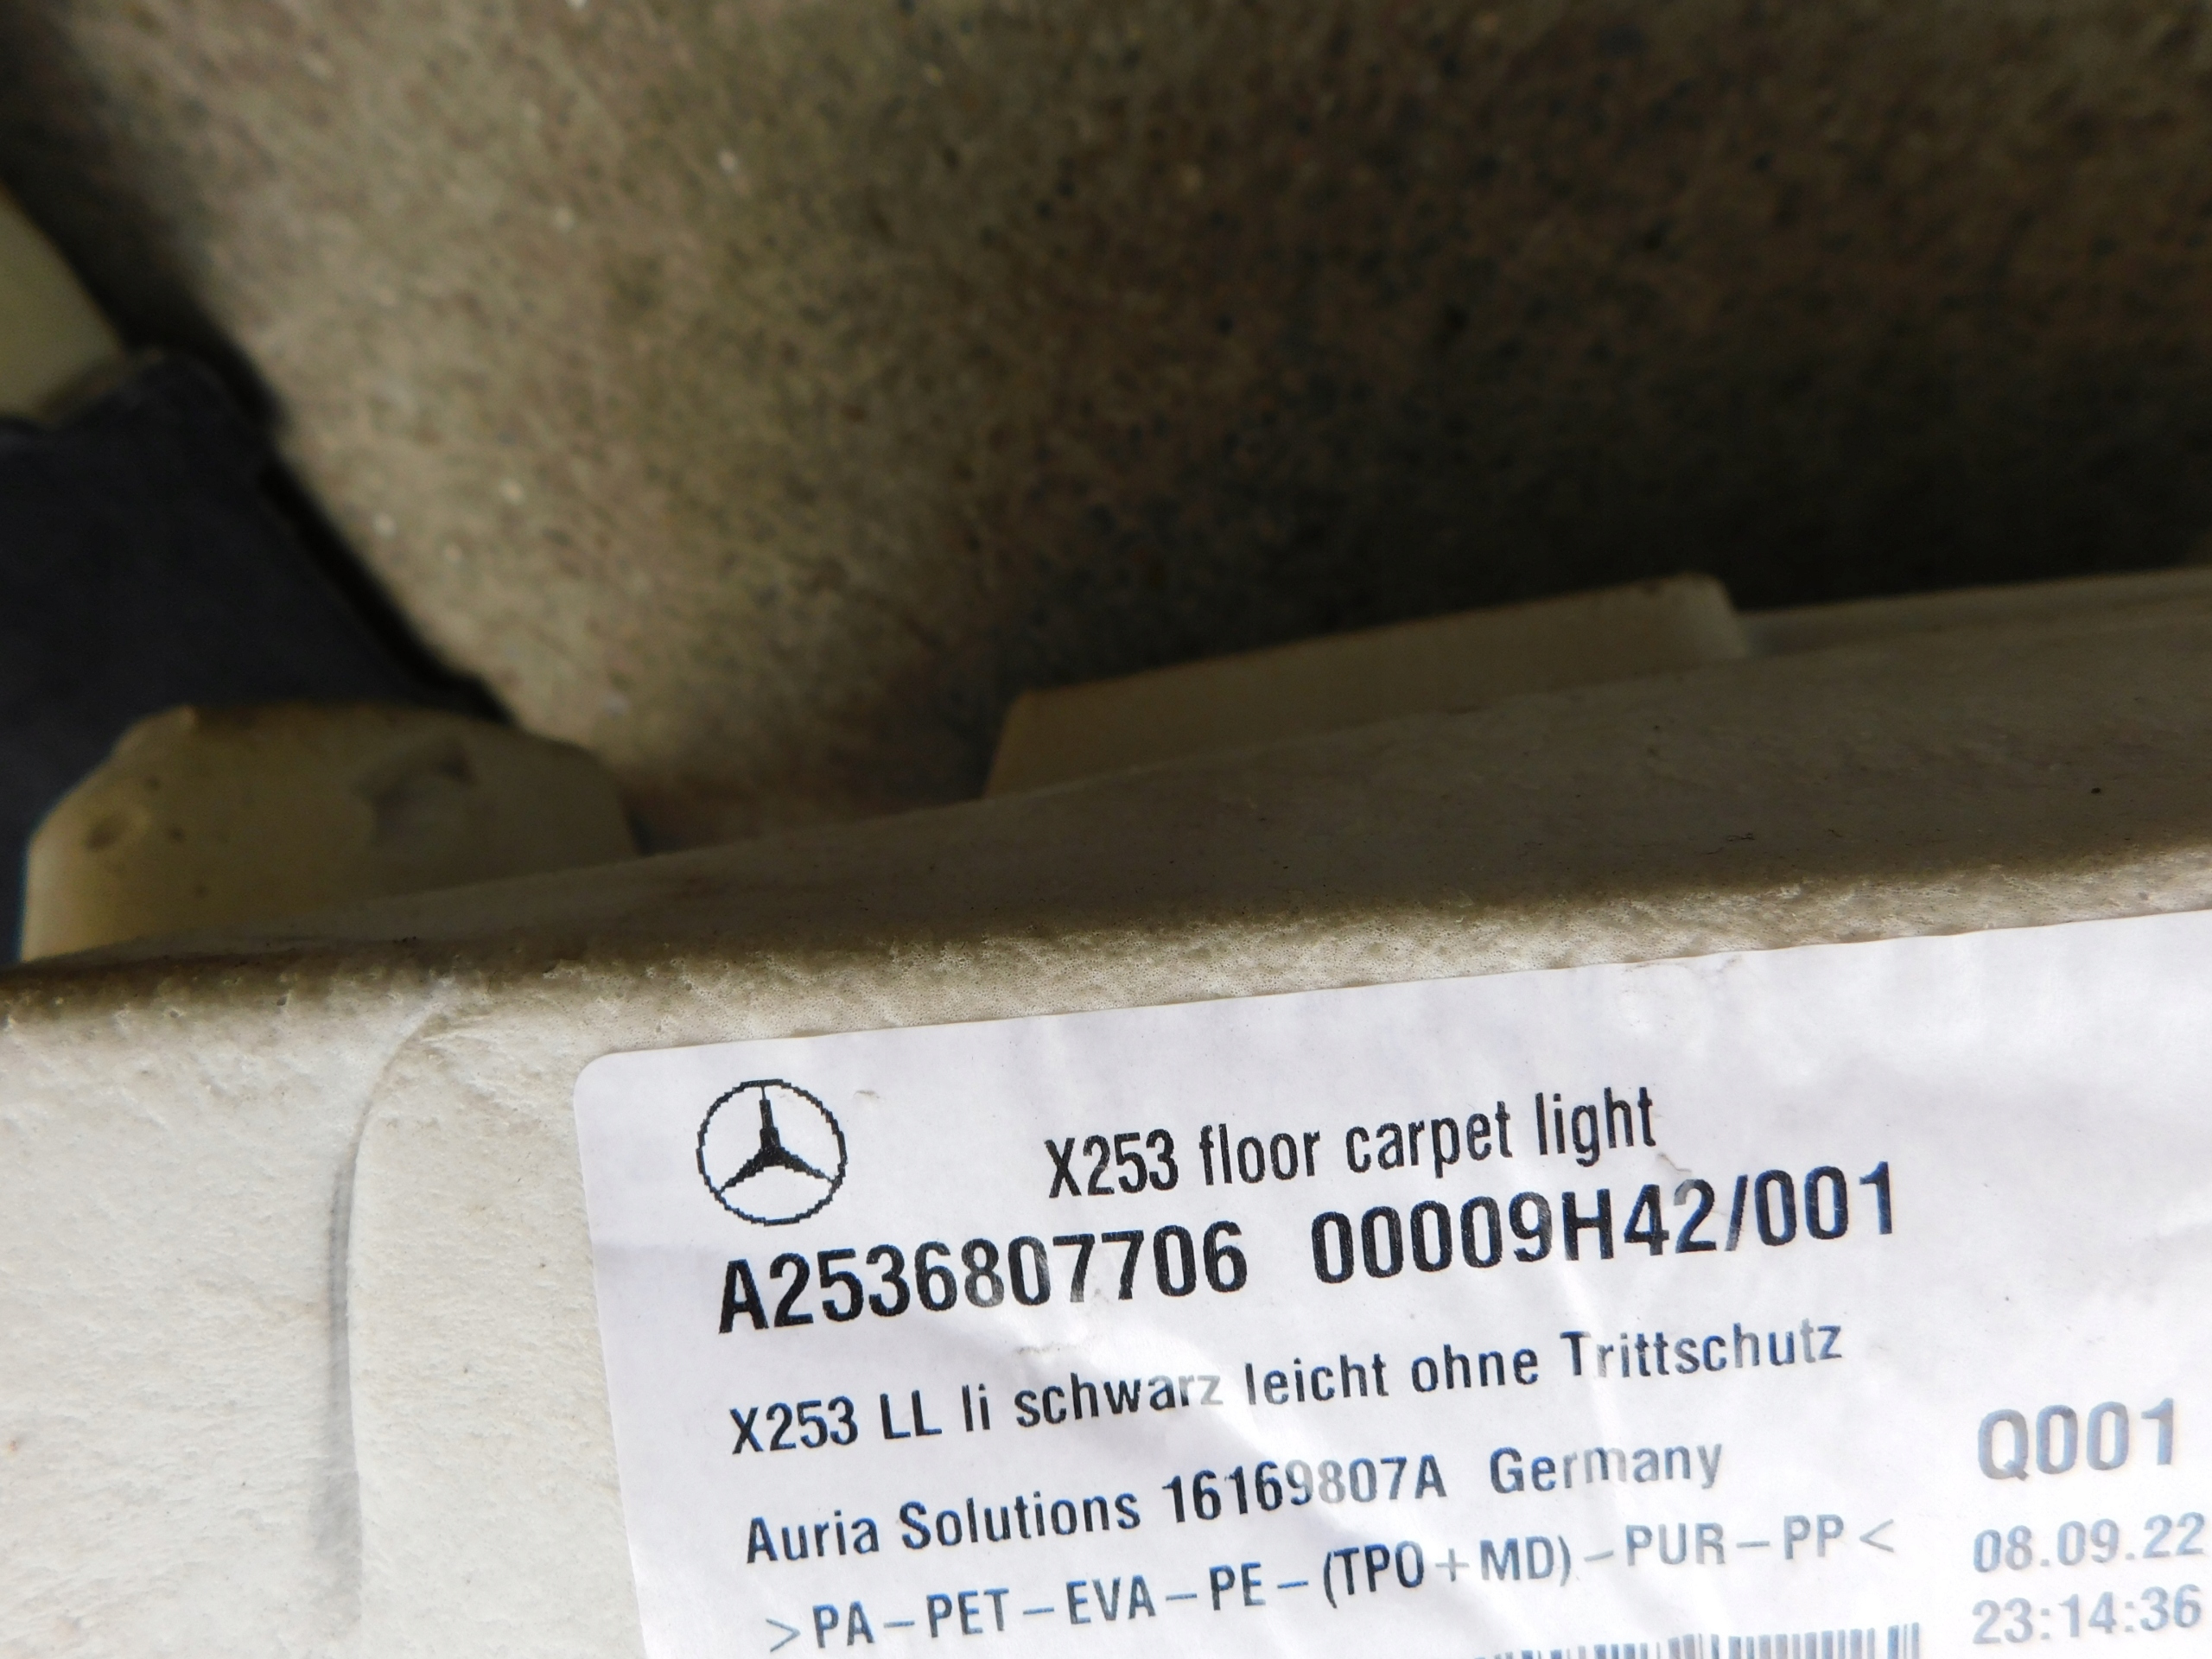 X253 floor carpet light
A2536807706 00009H42/001
X253 LL li schwarz leicht ohne Trittschutz
Auria Solutions 16169807A Germany
Q001
>PA-PET-EVA-PE-(TPO+MD)-PUR-PP<
08.09.22
23:14:36